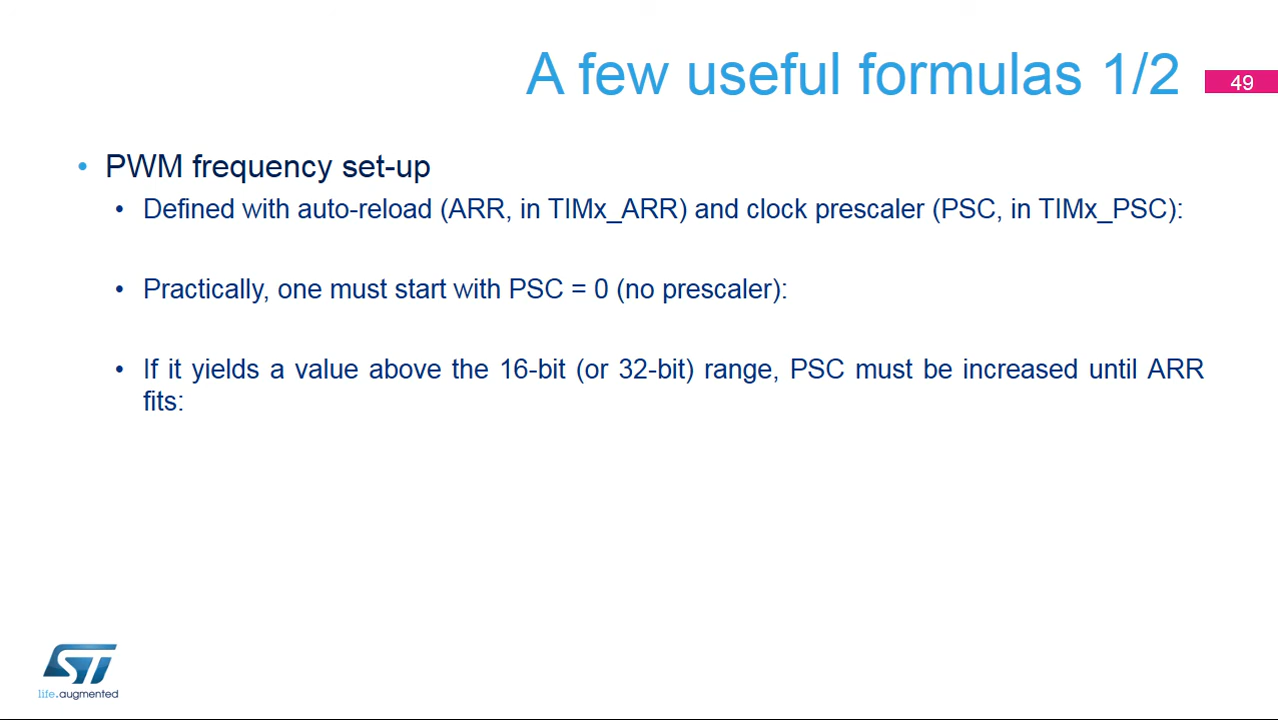 A few useful formulas 1/2
49
• PWM frequency set-up
• Defined with auto-reload (ARR, in TIMx_ARR) and clock prescaler (PSC, in TIMx_PSC):
• Practically, one must start with PSC = 0 (no prescaler):
• If it yields a value above the 16-bit (or 32-bit) range, PSC must be increased until ARR
fits:
ST
life.augmented